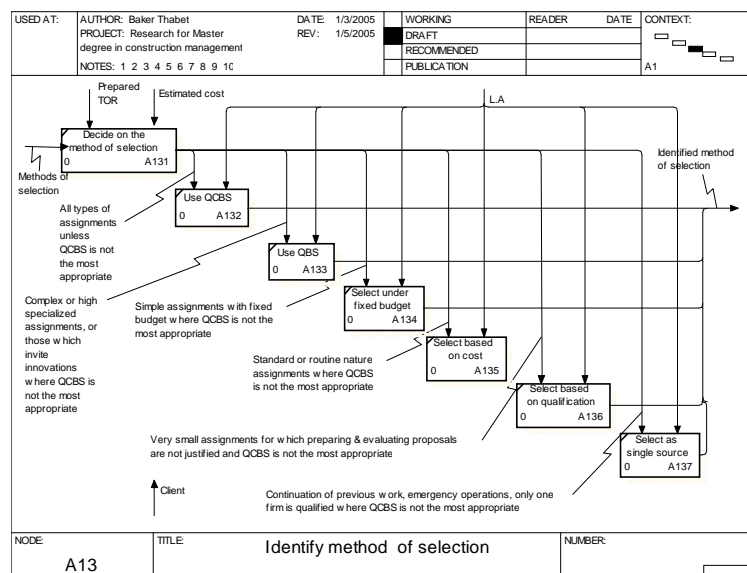 USED AT:
AUTHOR: Baker Thabet
DATE: 1/3/2005
PROJECT: Research for Master
REV: 1/5/2005
degree in construction management
NOTES: 1 2 3 4 5 6 7 8 9 10
WORKING
DRAFT
RECOMMENDED
PUBLICATION
READER DATE
CONTEXT:
A1
Prepared
TOR
Estimated cost
L.A
Decide on the
method of selection
0 A131
Methods of
selection
Identified method
of selection
Use QCBS
0 A132
All types of
assignments
unless
QCBS is not
the most
appropriate
Use QBS
0 A133
Complex or high
specialized
assignments, or
those which
invite
innovations
where QCBS is
not the most
appropriate
Simple assignments with fixed
budget where QCBS is not the
most appropriate
Select under
fixed budget
0 A134
Standard or routine nature
assignments where QCBS
is not the most appropriate
Select based
on cost
0 A135
Select based
on qualification
0 A136
Very small assignments for which preparing & evaluating proposals
are not justified and QCBS is not the most appropriate
Select as
single source
0 A137
Client
Continuation of previous work, emergency operations, only one
firm is qualified where QCBS is not the most appropriate
NODE:
A13
TITLE:
Identify method of selection
NUMBER: